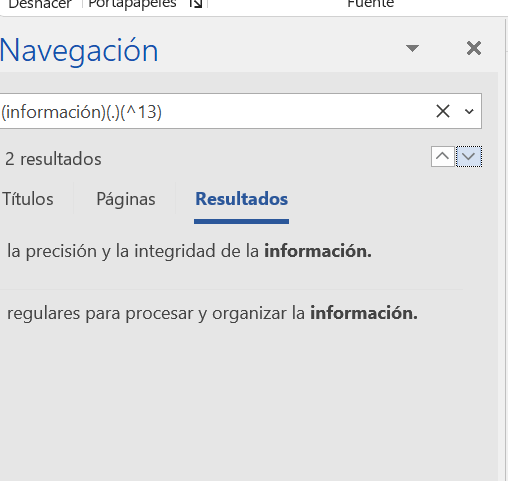 Deshacer Portapapeles Fuente
Navegación
(información)(.)(^13)
2 resultados
Títulos Páginas Resultados
la precisión y la integridad de la información.
regulares para procesar y organizar la información.